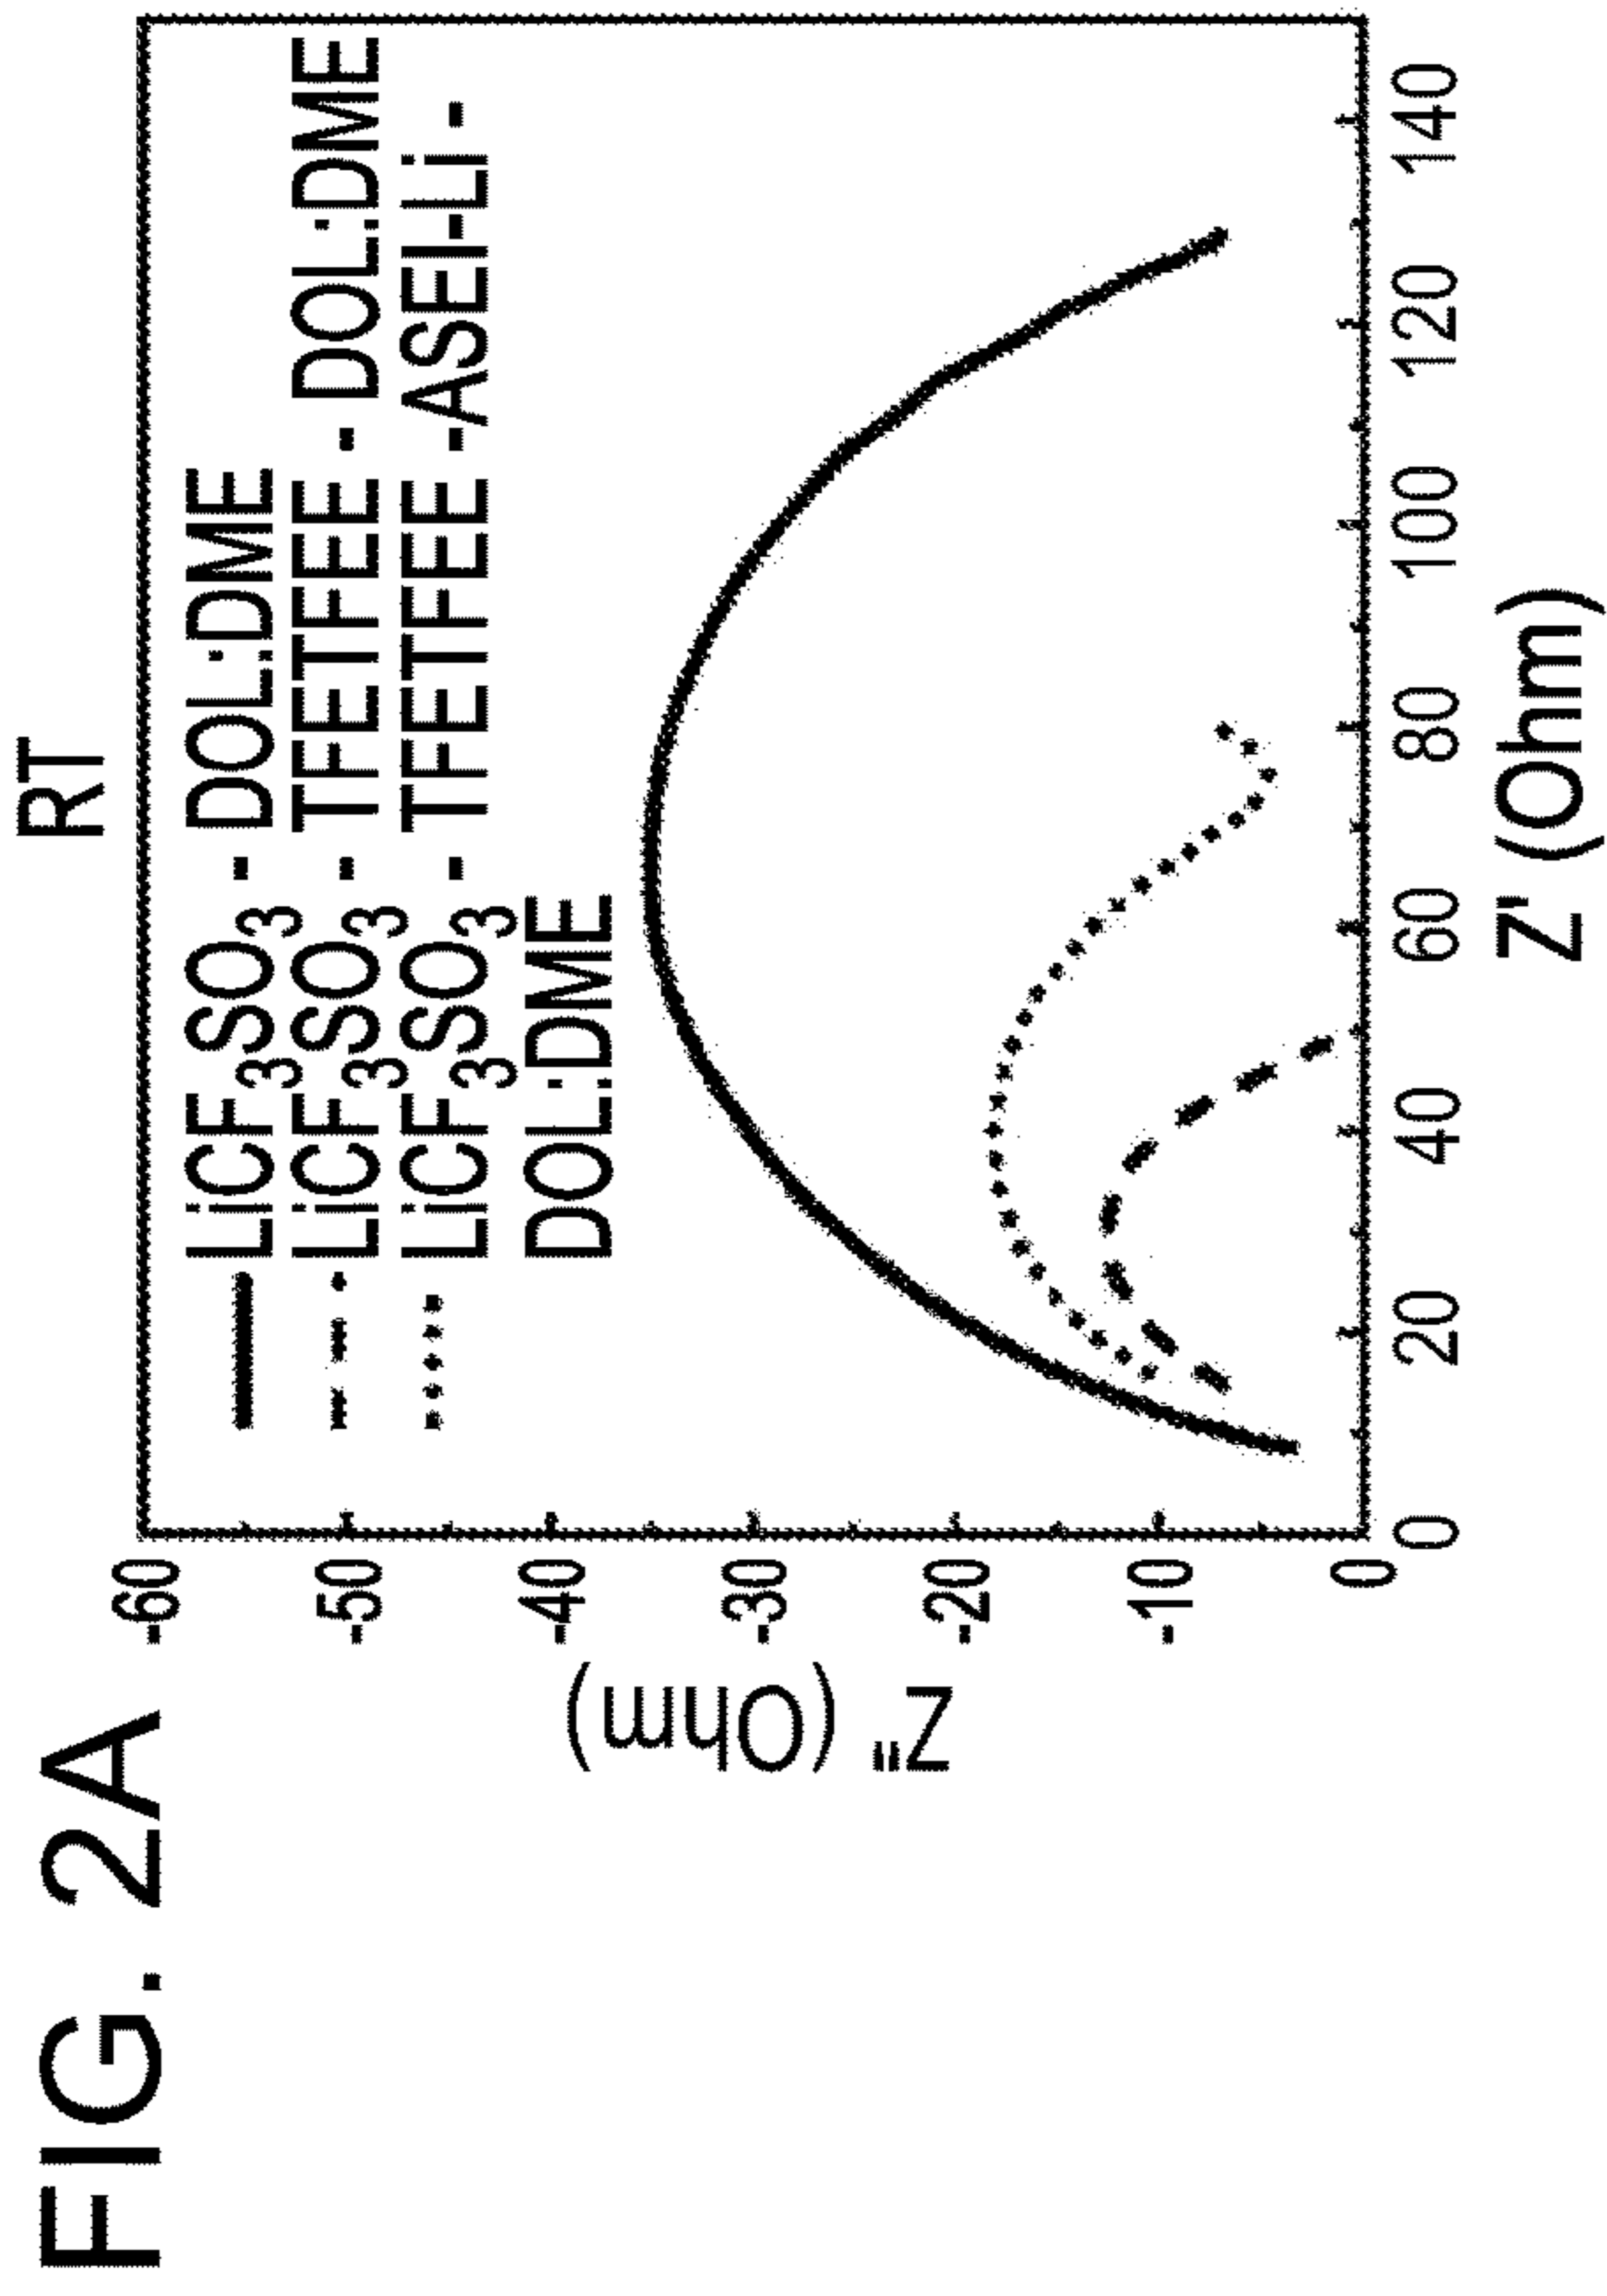 FIG. 2A
RT
LiCF3SO3 - DOL:DME
LiCF3SO3 - TFETFEE - DOL:DME
LiCF3SO3 - TFETFEE -ASEI-Li -
DOL:DME
Z" (Ohm)
-60
-50
-40
-30
-20
-10
0
0 20 40 60 80 100 120 140
Z' (Ohm)